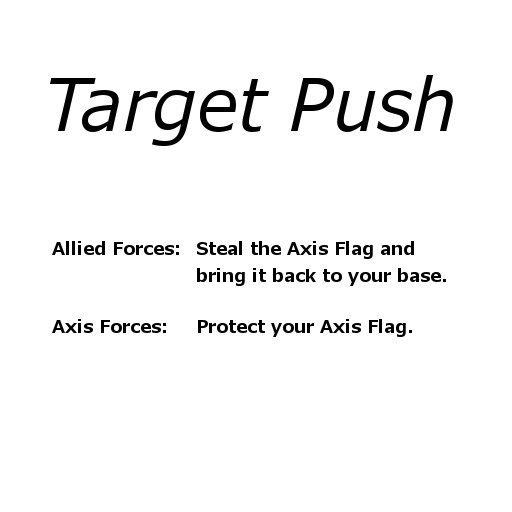 Target Push
Allied Forces: Steal the Axis Flag and
bring it back to your base.
Axis Forces: Protect your Axis Flag.